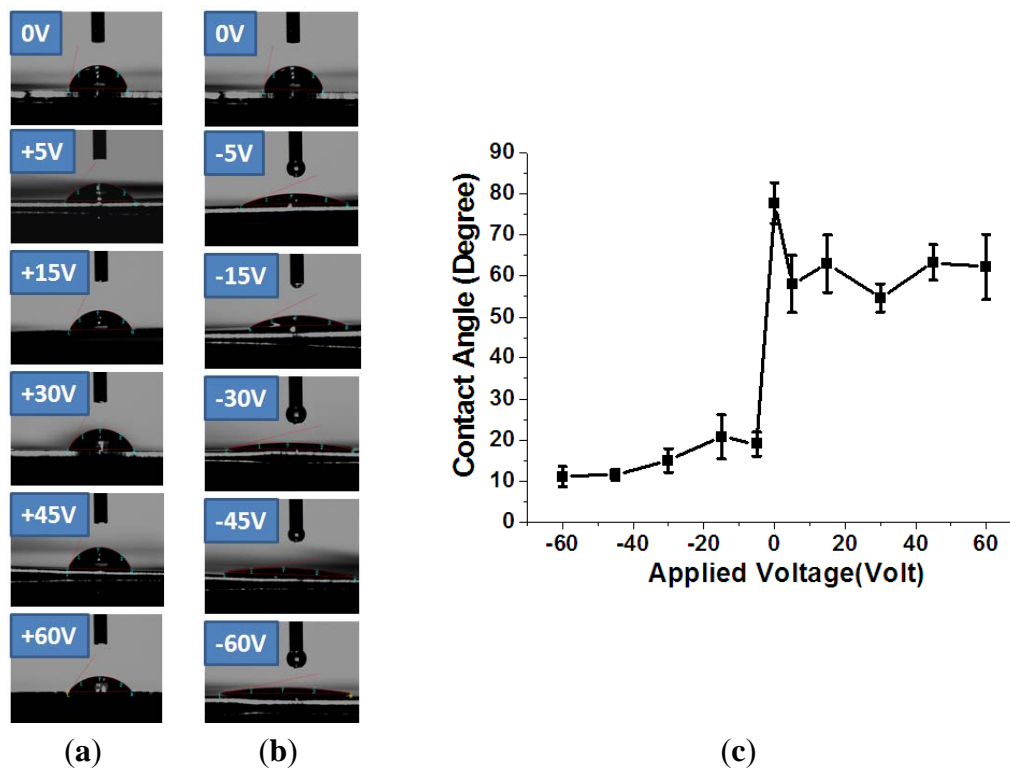 0V
+5V
+15V
+30V
+45V
+60V
(a)
0V
-5V
-15V
-30V
-45V
-60V
(b)
Contact Angle (Degree)
90
80
70
60
50
40
30
20
10
0
-60 -40 -20 0 20 40 60
Applied Voltage(Volt)
(c)